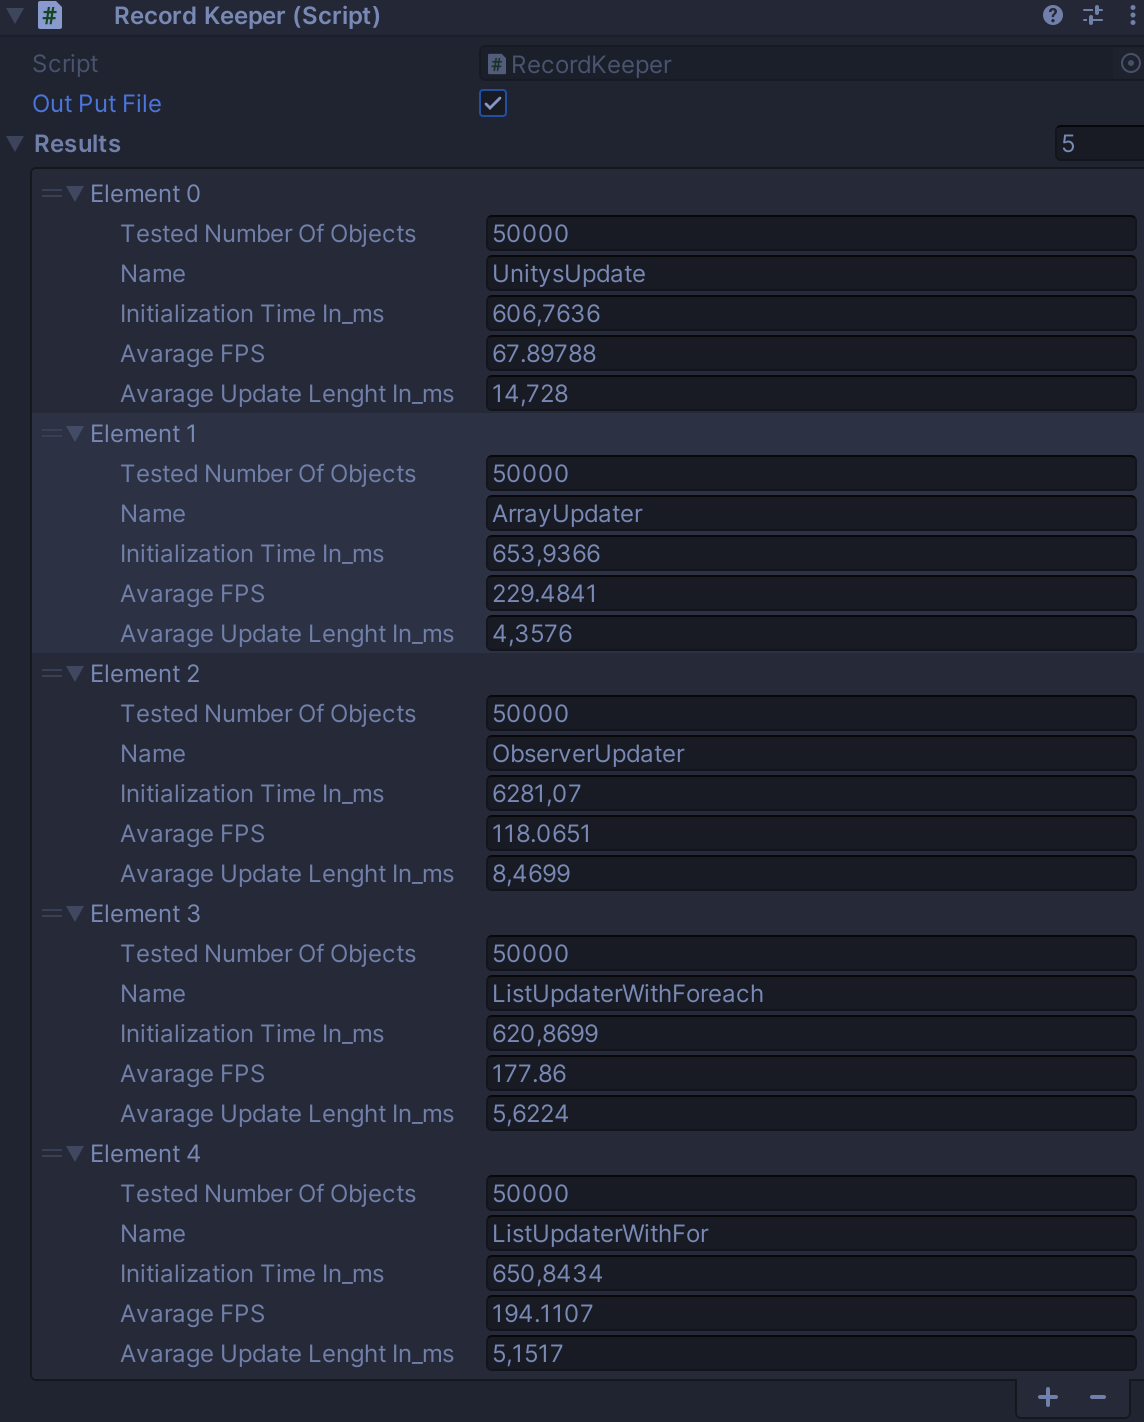 # Record Keeper (Script)
Script # RecordKeeper
Out Put File
Results 5
Element 0
Tested Number Of Objects 50000
Name UnitysUpdate
Initialization Time In_ms 606,7636
Avarage FPS 67.89788
Avarage Update Lenght In_ms 14,728
Element 1
Tested Number Of Objects 50000
Name ArrayUpdater
Initialization Time In_ms 653,9366
Avarage FPS 229.4841
Avarage Update Lenght In_ms 4,3576
Element 2
Tested Number Of Objects 50000
Name ObserverUpdater
Initialization Time In_ms 6281,07
Avarage FPS 118.0651
Avarage Update Lenght In_ms 8,4699
Element 3
Tested Number Of Objects 50000
Name ListUpdaterWithForeach
Initialization Time In_ms 620,8699
Avarage FPS 177.86
Avarage Update Lenght In_ms 5,6224
Element 4
Tested Number Of Objects 50000
Name ListUpdaterWithFor
Initialization Time In_ms 650,8434
Avarage FPS 194.1107
Avarage Update Lenght In_ms 5,1517
+ −